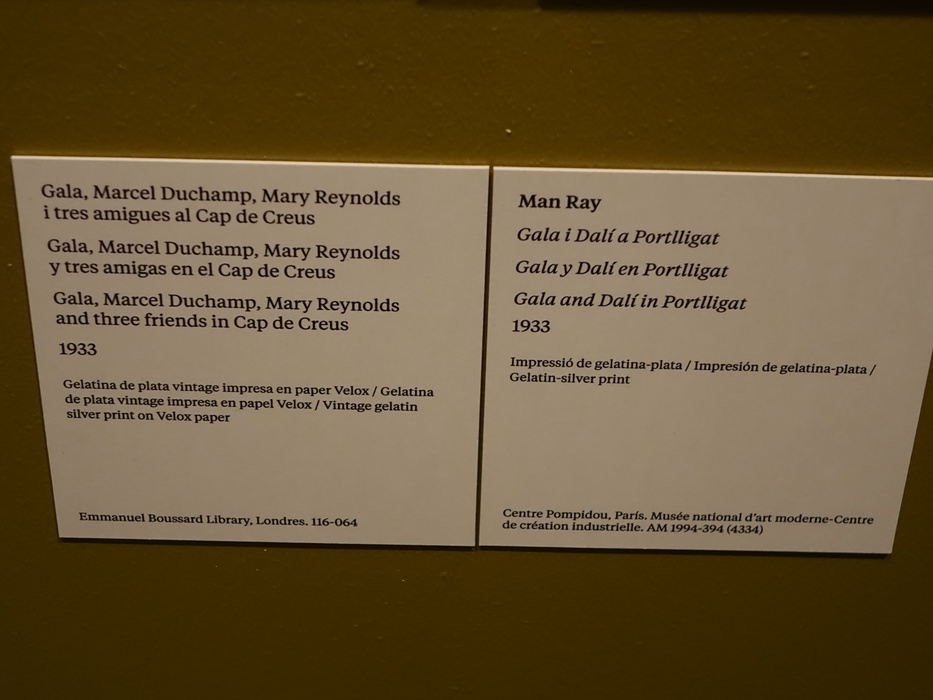 Gala, Marcel Duchamp, Mary Reynolds
i tres amigues al Cap de Creus
Gala, Marcel Duchamp, Mary Reynolds
y tres amigas en el Cap de Creus
Gala, Marcel Duchamp, Mary Reynolds
and three friends in Cap de Creus
1933
Gelatina de plata vintage impresa en paper Velox / Gelatina
de plata vintage impresa en papel Velox / Vintage gelatin
silver print on Velox paper
Emmanuel Boussard Library, Londres. 116-064
Man Ray
Gala i Dalí a Portlligat
Gala y Dalí en Portlligat
Gala and Dalí in Portlligat
1933
Impressió de gelatina-plata / Impresión de gelatina-plata /
Gelatin-silver print
Centre Pompidou, París. Musée national d'art moderne-Centre
de création industrielle. AM 1994-394 (4334)